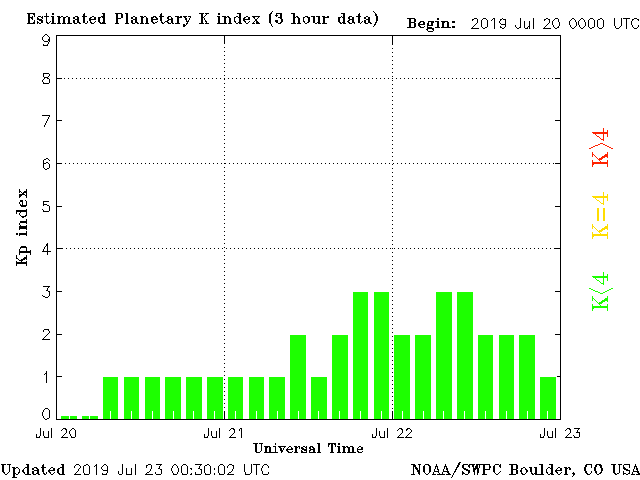 Estimated Planetary K index (3 hour data)
Begin: 2019 Jul 20 0000 UTC
9
8
7
6
5
4
3
2
1
0
Kp index
K>4
K=4
K<4
Jul 20
Jul 21
Jul 22
Jul 23
Universal Time
Updated 2019 Jul 23 00:30:02 UTC
NOAA/SWPC Boulder, CO USA